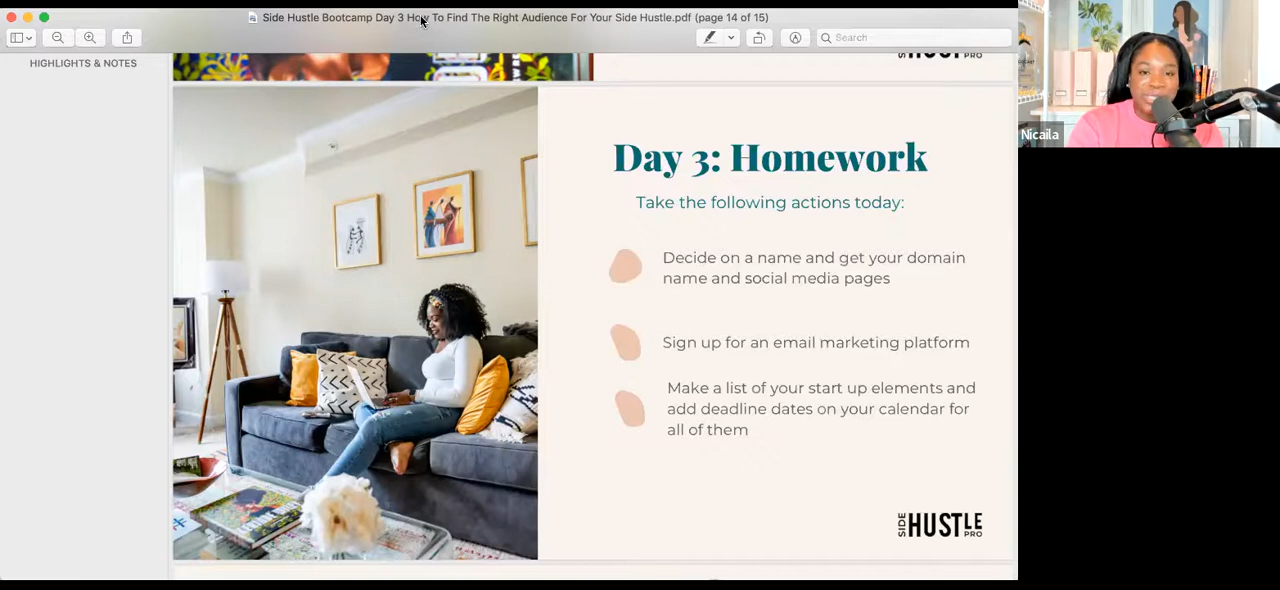 Side Hustle Bootcamp Day 3 How To Find The Right Audience For Your Side Hustle.pdf (page 14 of 15)
Search
HIGHLIGHTS & NOTES
Nicaila
Day 3: Homework
Take the following actions today:
Decide on a name and get your domain
name and social media pages
Sign up for an email marketing platform
Make a list of your start up elements and
add deadline dates on your calendar for
all of them
SIDE
HUSTLE
PRO